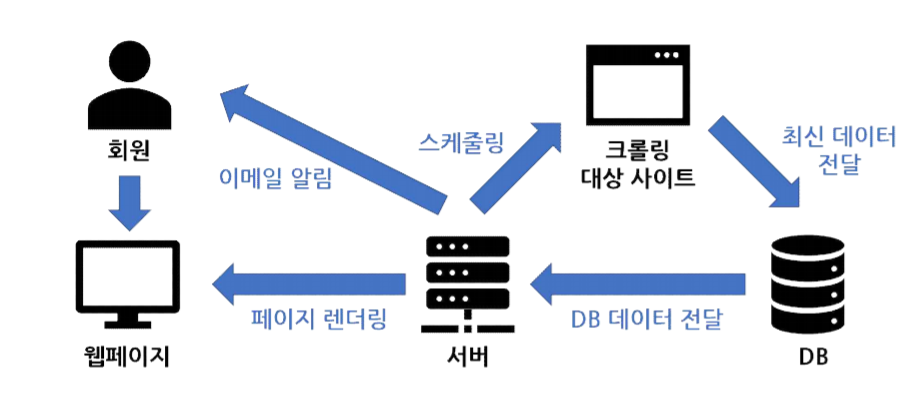 회원
이메일 알림
스케줄링
크롤링
대상 사이트
최신 데이터
전달
웹페이지
페이지 렌더링
서버
DB 데이터 전달
DB